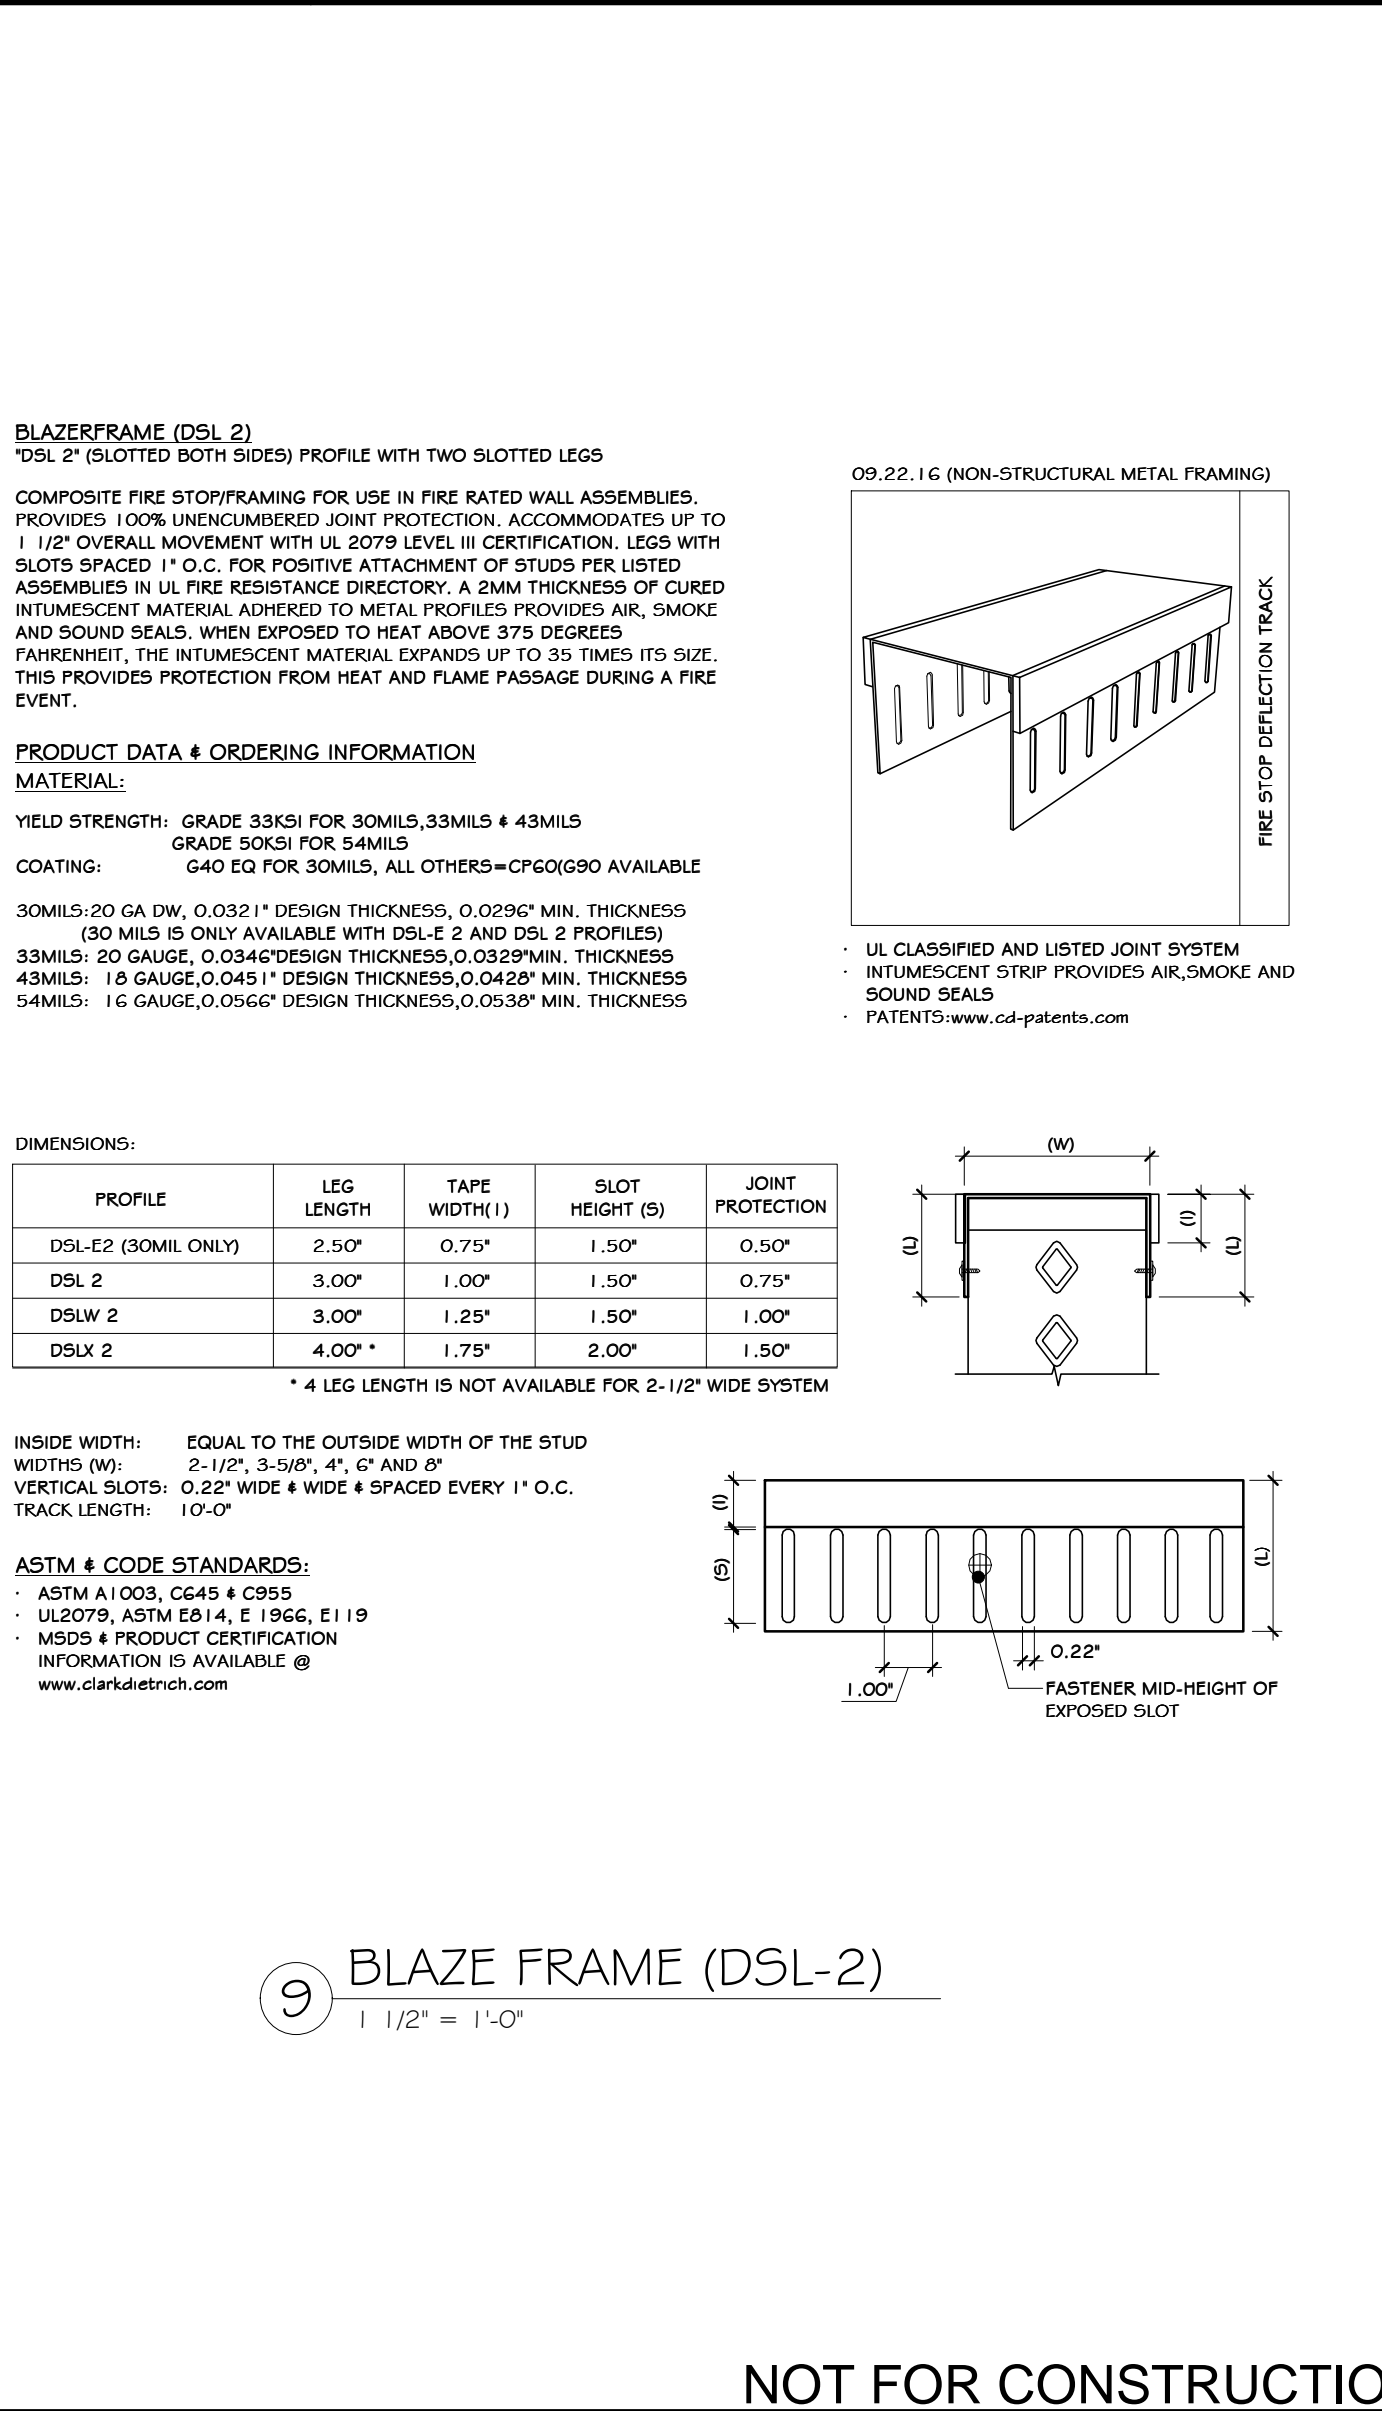 BLAZERFRAME (DSL 2)
"DSL 2" (SLOTTED BOTH SIDES) PROFILE WITH TWO SLOTTED LEGS
COMPOSITE FIRE STOP/FRAMING FOR USE IN FIRE RATED WALL ASSEMBLIES.
PROVIDES 100% UNENCUMBERED JOINT PROTECTION. ACCOMMODATES UP TO
1 1/2" OVERALL MOVEMENT WITH UL 2079 LEVEL III CERTIFICATION. LEGS WITH
SLOTS SPACED 1" O.C. FOR POSITIVE ATTACHMENT OF STUDS PER LISTED
ASSEMBLIES IN UL FIRE RESISTANCE DIRECTORY. A 2MM THICKNESS OF CURED
INTUMESCENT MATERIAL ADHERED TO METAL PROFILES PROVIDES AIR, SMOKE
AND SOUND SEALS. WHEN EXPOSED TO HEAT ABOVE 375 DEGREES
FAHRENHEIT, THE INTUMESCENT MATERIAL EXPANDS UP TO 35 TIMES ITS SIZE.
THIS PROVIDES PROTECTION FROM HEAT AND FLAME PASSAGE DURING A FIRE
EVENT.
PRODUCT DATA & ORDERING INFORMATION
MATERIAL:
YIELD STRENGTH: GRADE 33KSI FOR 30MILS,33MILS & 43MILS
GRADE 50KSI FOR 54MILS
COATING: G40 EQ FOR 30MILS, ALL OTHERS=CP60(G90 AVAILABLE
30MILS:20 GA DW, 0.0321" DESIGN THICKNESS, 0.0296" MIN. THICKNESS
(30 MILS IS ONLY AVAILABLE WITH DSL-E 2 AND DSL 2 PROFILES)
33MILS: 20 GAUGE, 0.0346"DESIGN THICKNESS,0.0329"MIN. THICKNESS
43MILS: 18 GAUGE,0.0451" DESIGN THICKNESS,0.0428" MIN. THICKNESS
54MILS: 16 GAUGE,0.0566" DESIGN THICKNESS,0.0538" MIN. THICKNESS
09.22.16 (NON-STRUCTURAL METAL FRAMING)
FIRE STOP DEFLECTION TRACK
· UL CLASSIFIED AND LISTED JOINT SYSTEM
· INTUMESCENT STRIP PROVIDES AIR,SMOKE AND
SOUND SEALS
· PATENTS:www.cd-patents.com
DIMENSIONS:
PROFILE LEG LENGTH TAPE WIDTH(I) SLOT HEIGHT (S) JOINT PROTECTION
DSL-E2 (30MIL ONLY) 2.50" 0.75" 1.50" 0.50"
DSL 2 3.00" 1.00" 1.50" 0.75"
DSLW 2 3.00" 1.25" 1.50" 1.00"
DSLX 2 4.00" * 1.75" 2.00" 1.50"
* 4 LEG LENGTH IS NOT AVAILABLE FOR 2-1/2" WIDE SYSTEM
(W)
(L)
(I)
(L)
INSIDE WIDTH: EQUAL TO THE OUTSIDE WIDTH OF THE STUD
WIDTHS (W): 2-1/2", 3-5/8", 4", 6" AND 8"
VERTICAL SLOTS: 0.22" WIDE & WIDE & SPACED EVERY 1" O.C.
TRACK LENGTH: 10'-0"
ASTM & CODE STANDARDS:
· ASTM A1003, C645 & C955
· UL2079, ASTM E814, E 1966, E119
· MSDS & PRODUCT CERTIFICATION
INFORMATION IS AVAILABLE @
www.clarkdietrich.com
(I)
(S)
(L)
0.22"
1.00"
FASTENER MID-HEIGHT OF
EXPOSED SLOT
9 BLAZE FRAME (DSL-2)
1 1/2" = 1'-0"
NOT FOR CONSTRUCTIO